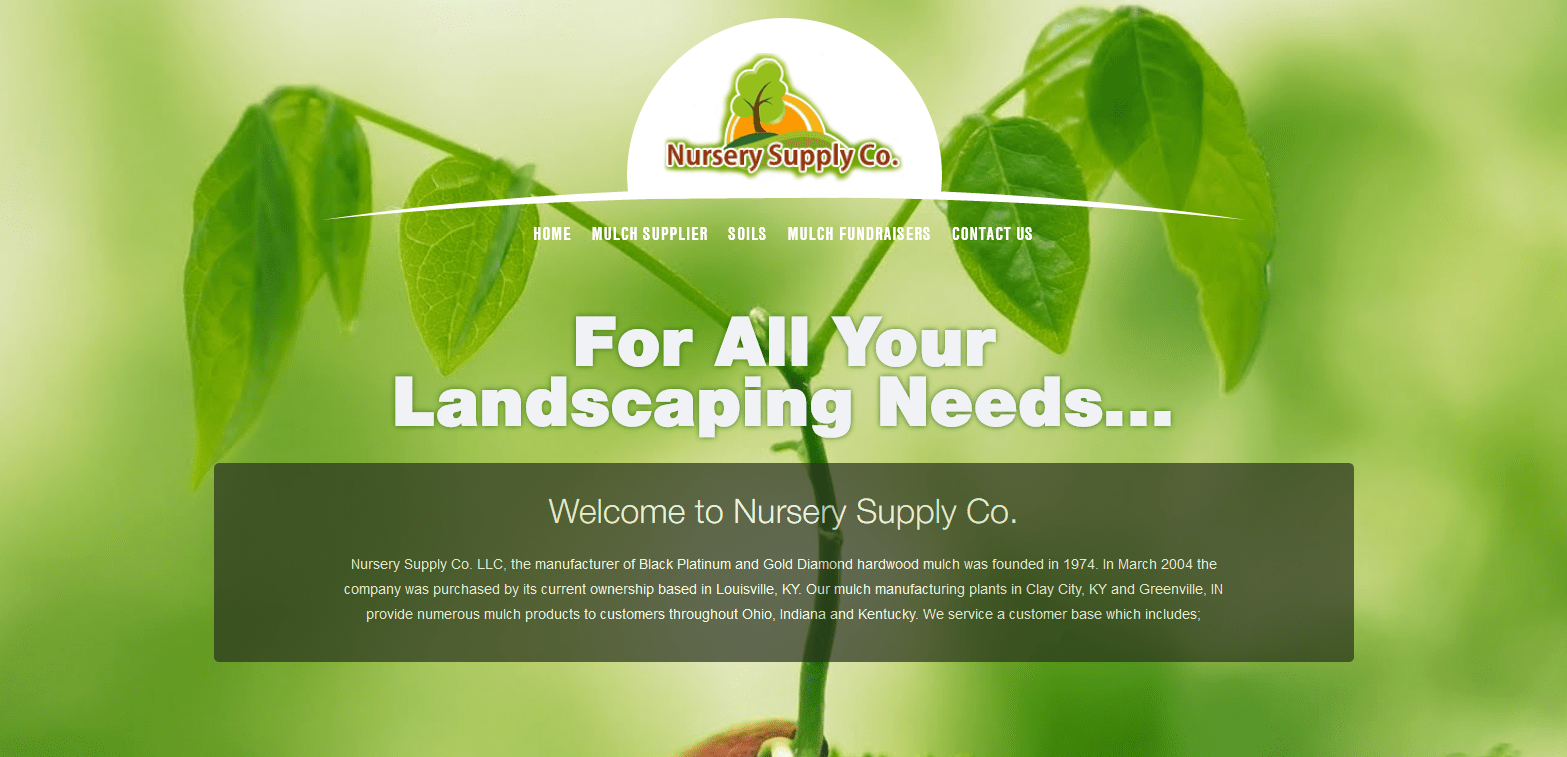 Nursery Supply Co.
HOME MULCH SUPPLIER SOILS MULCH FUNDRAISERS CONTACT US
For All Your
Landscaping Needs...
Welcome to Nursery Supply Co.
Nursery Supply Co. LLC, the manufacturer of Black Platinum and Gold Diamond hardwood mulch was founded in 1974. In March 2004 the
company was purchased by its current ownership based in Louisville, KY. Our mulch manufacturing plants in Clay City, KY and Greenville, IN
provide numerous mulch products to customers throughout Ohio, Indiana and Kentucky. We service a customer base which includes;